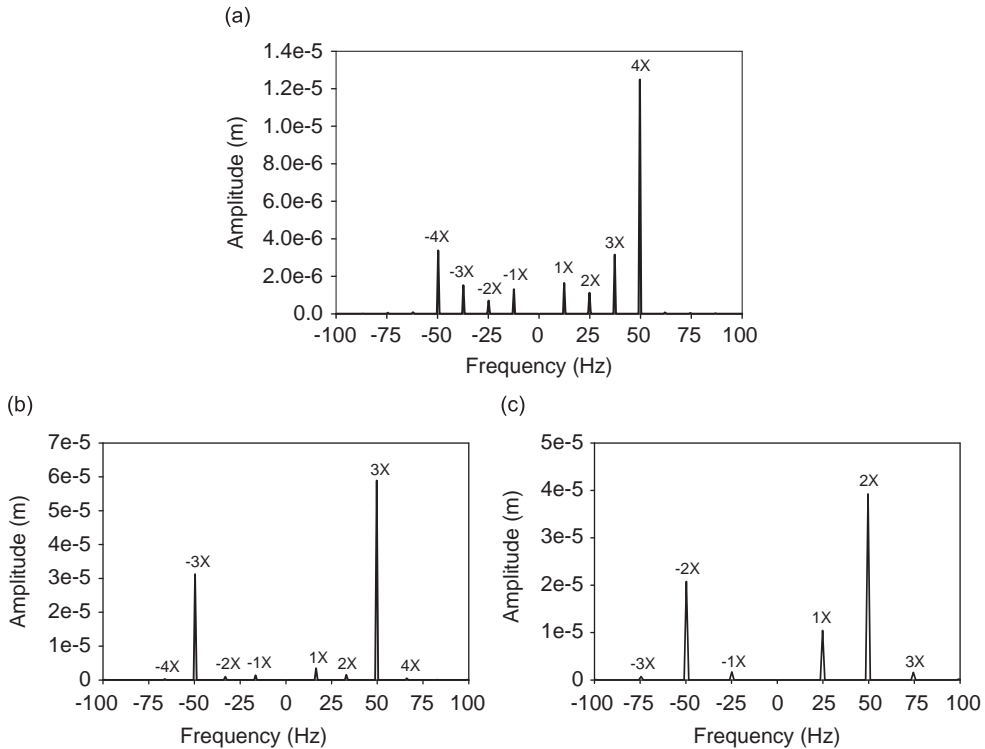 (a)
Amplitude (m)
1.4e-5
1.2e-5
1.0e-5
8.0e-6
6.0e-6
4.0e-6
2.0e-6
0.0
-4X
-3X
-2X
-1X
1X
2X
3X
4X
-100 -75 -50 -25 0 25 50 75 100
Frequency (Hz)
(b)
Amplitude (m)
7e-5
6e-5
5e-5
4e-5
3e-5
2e-5
1e-5
0
-4X
-3X
-2X
-1X
1X
2X
3X
4X
-100 -75 -50 -25 0 25 50 75 100
Frequency (Hz)
(c)
Amplitude (m)
5e-5
4e-5
3e-5
2e-5
1e-5
0
-3X
-2X
-1X
1X
2X
3X
-100 -75 -50 -25 0 25 50 75 100
Frequency (Hz)